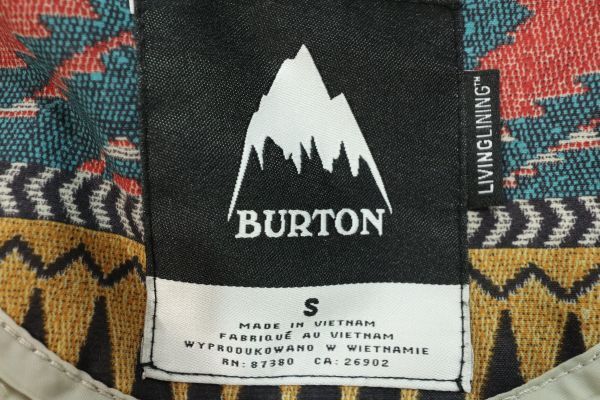 BURTON
S
MADE IN VIETNAM
FABRIQUÉ AU VIETNAM
WYPRODUKOWANO W WIETNAMIE
RN: 87380 CA: 26902
LIVINGLINING™